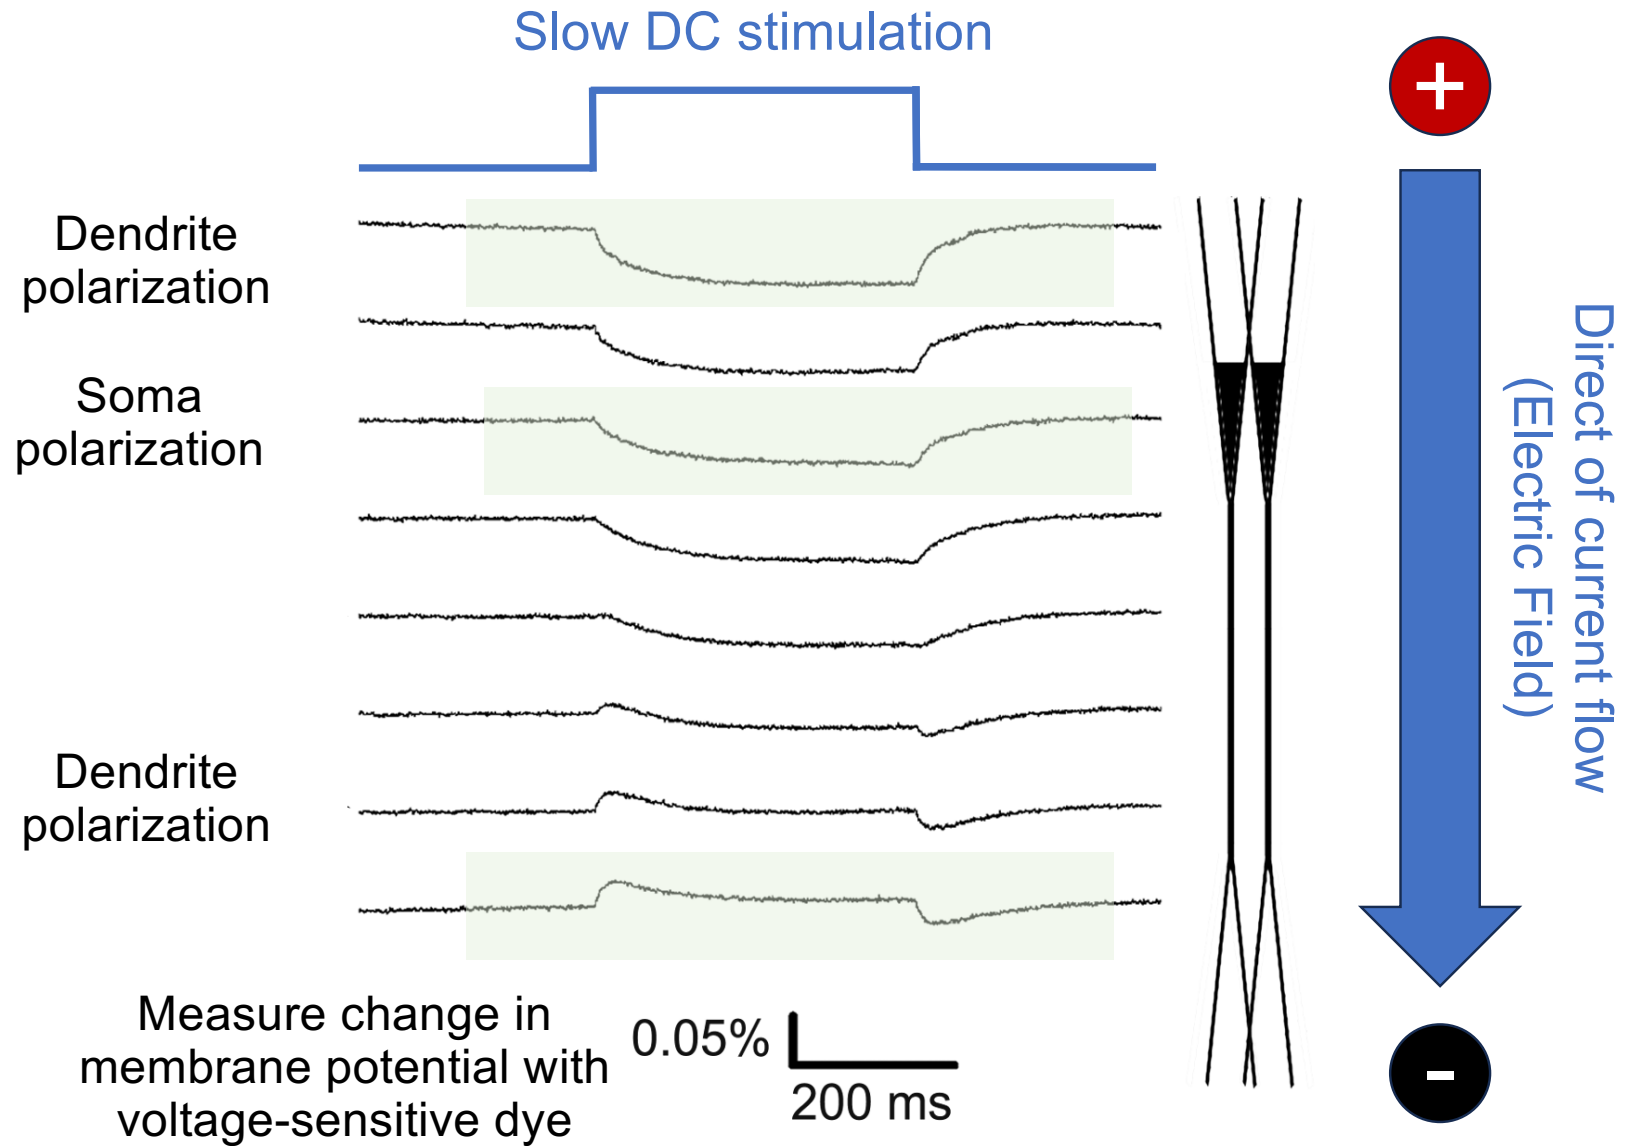 Slow DC stimulation
+
Dendrite
polarization
Soma
polarization
Dendrite
polarization
Direct of current flow
(Electric Field)
Measure change in
membrane potential with
voltage-sensitive dye
0.05%
200 ms
-